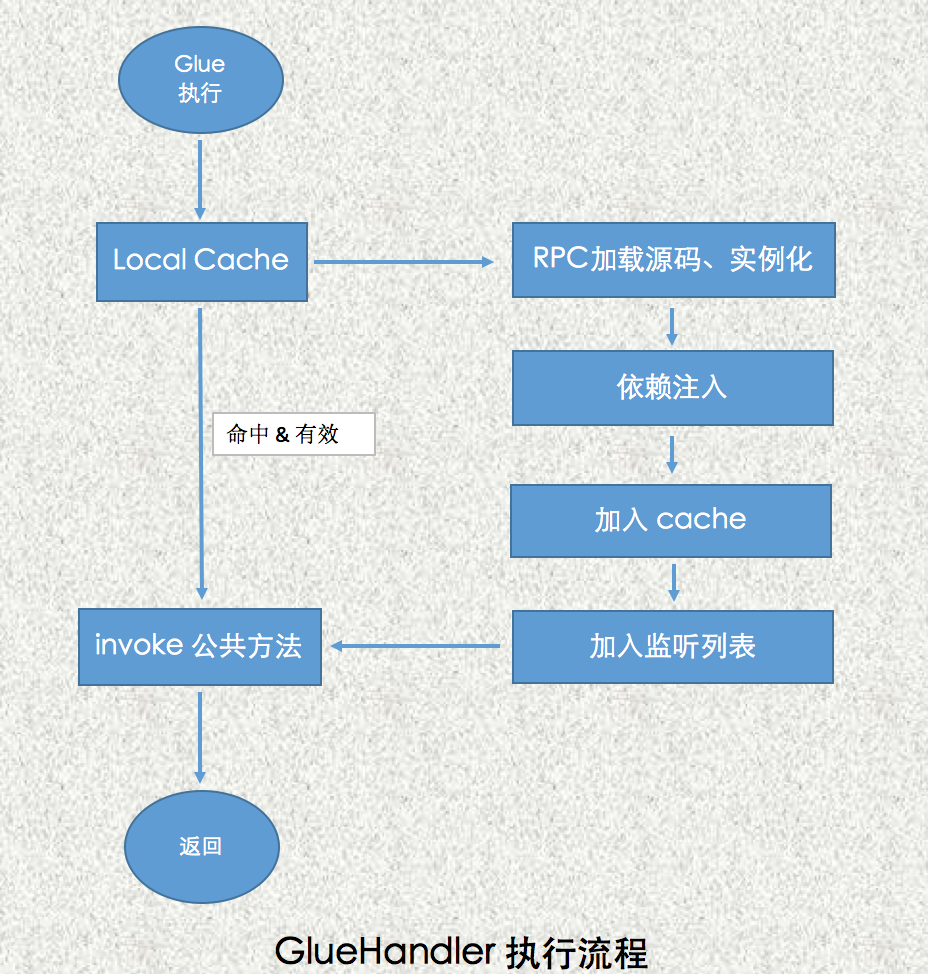 Glue
执行
Local Cache
RPC加载源码、实例化
依赖注入
命中 & 有效
加入 cache
invoke 公共方法
加入监听列表
返回
GlueHandler 执行流程